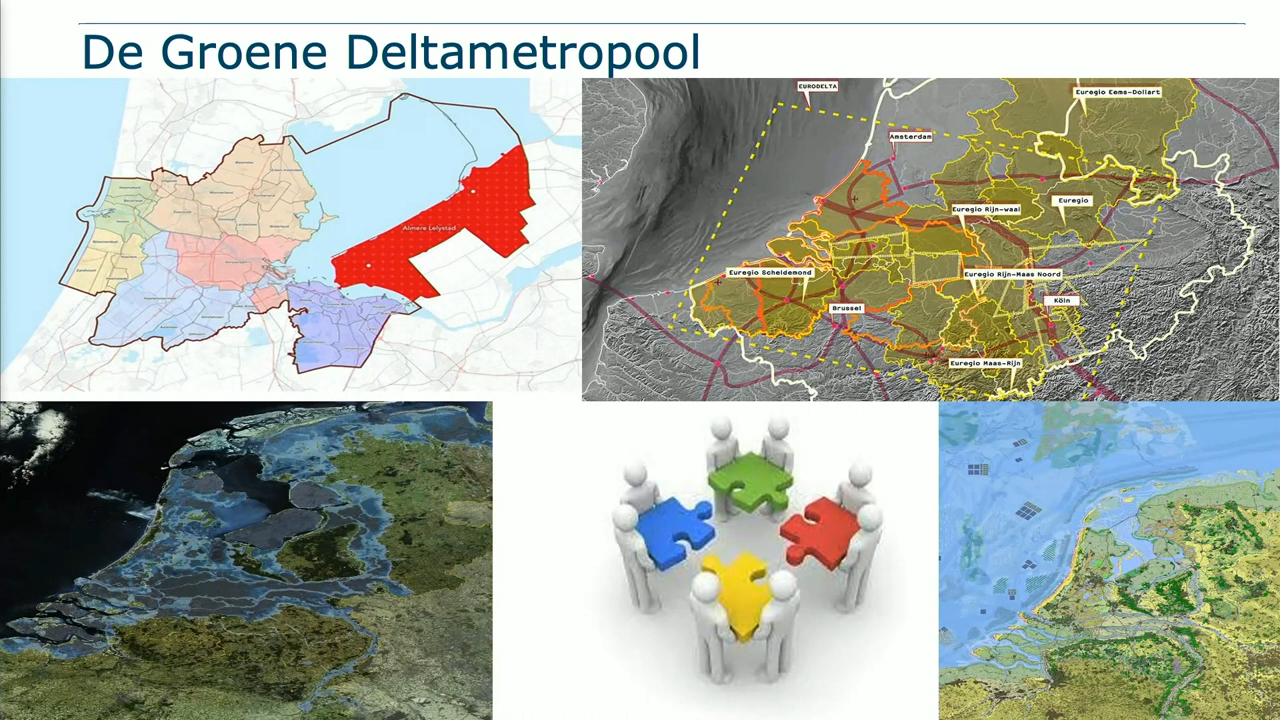 De Groene Deltametropool
EURODELTA
Euregio Eems-Dollart
Amsterdam
Euregio
Euregio Rijn-waal
Almere Lelystad
Euregio Scheldemond
Euregio Rijn-Maas Noord
Köln
Brussel
Euregio Maas-Rijn